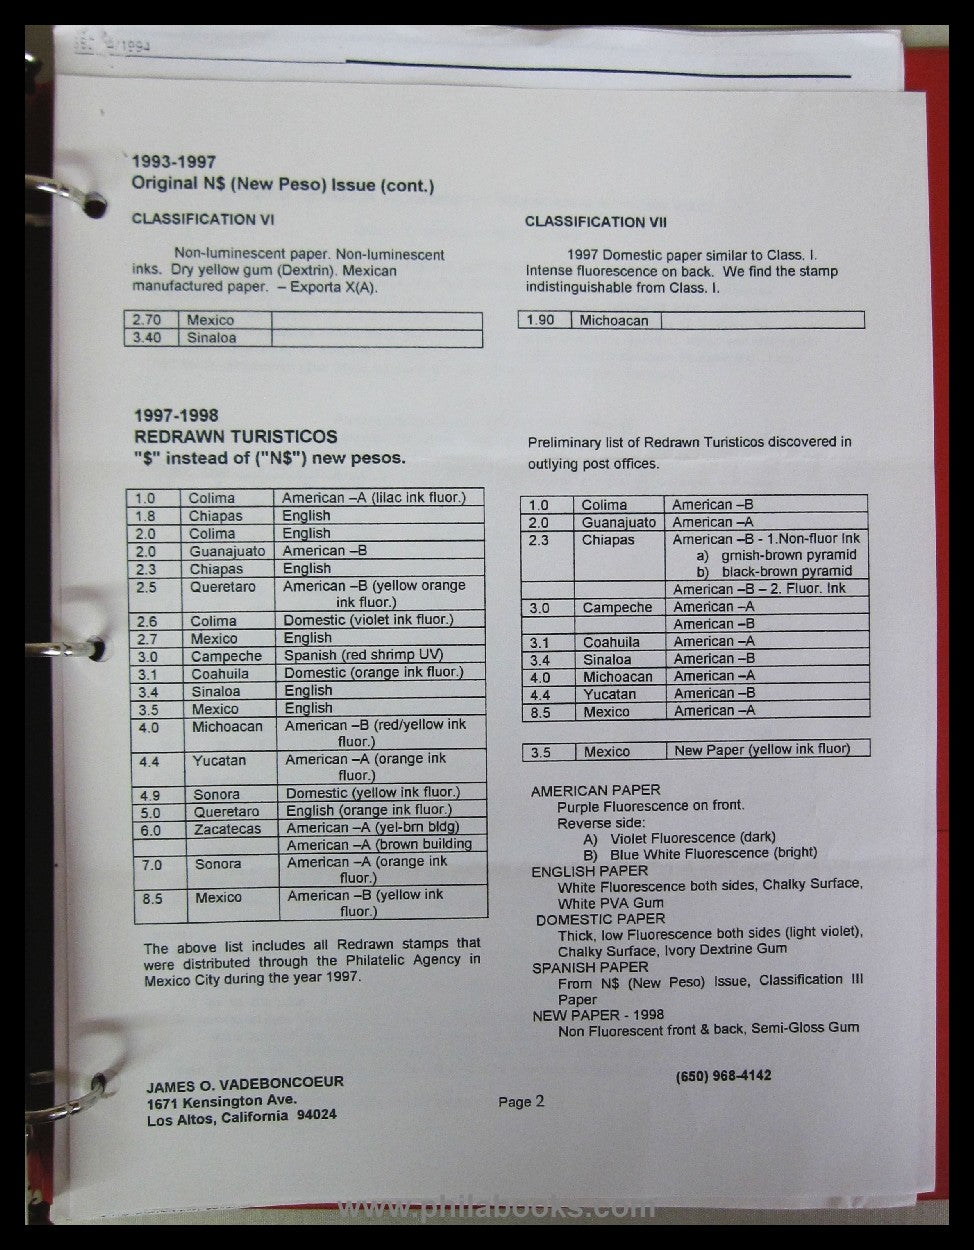 /1994
1993-1997
Original N$ (New Peso) Issue (cont.)
CLASSIFICATION VI
Non-luminescent paper. Non-luminescent
inks. Dry yellow gum (Dextrin). Mexican
manufactured paper. – Exporta X(A).
2.70 Mexico
3.40 Sinaloa
CLASSIFICATION VII
1997 Domestic paper similar to Class. I.
Intense fluorescence on back. We find the stamp
indistinguishable from Class. I.
1.90 Michoacan
1997-1998
REDRAWN TURISTICOS
"$" instead of ("N$") new pesos.
1.0 Colima American –A (lilac ink fluor.)
1.8 Chiapas English
2.0 Colima English
2.0 Guanajuato American –B
2.3 Chiapas English
2.5 Queretaro American –B (yellow orange
ink fluor.)
2.6 Colima Domestic (violet ink fluor.)
2.7 Mexico English
3.0 Campeche Spanish (red shrimp UV)
3.1 Coahuila Domestic (orange ink fluor.)
3.4 Sinaloa English
3.5 Mexico English
4.0 Michoacan American –B (red/yellow ink
fluor.)
4.4 Yucatan American –A (orange ink
fluor.)
4.9 Sonora Domestic (yellow ink fluor.)
5.0 Queretaro English (orange ink fluor.)
6.0 Zacatecas American –A (yel-brn bldg)
American –A (brown building
7.0 Sonora American –A (orange ink
fluor.)
8.5 Mexico American –B (yellow ink
fluor.)
The above list includes all Redrawn stamps that
were distributed through the Philatelic Agency in
Mexico City during the year 1997.
Preliminary list of Redrawn Turisticos discovered in
outlying post offices.
1.0 Colima American –B
2.0 Guanajuato American –A
2.3 Chiapas American –B - 1.Non-fluor Ink
a) grnish-brown pyramid
b) black-brown pyramid
American –B – 2. Fluor. Ink
3.0 Campeche American –A
American –B
3.1 Coahuila American –A
3.4 Sinaloa American –B
4.0 Michoacan American –A
4.4 Yucatan American –B
8.5 Mexico American –A
3.5 Mexico New Paper (yellow ink fluor)
AMERICAN PAPER
Purple Fluorescence on front.
Reverse side:
A) Violet Fluorescence (dark)
B) Blue White Fluorescence (bright)
ENGLISH PAPER
White Fluorescence both sides, Chalky Surface,
White PVA Gum
DOMESTIC PAPER
Thick, low Fluorescence both sides (light violet),
Chalky Surface, Ivory Dextrine Gum
SPANISH PAPER
From N$ (New Peso) Issue, Classification III
Paper
NEW PAPER - 1998
Non Fluorescent front & back, Semi-Gloss Gum
JAMES O. VADEBONCOEUR
1671 Kensington Ave.
Los Altos, California 94024
Page 2
(650) 968-4142
www.philabooks.com